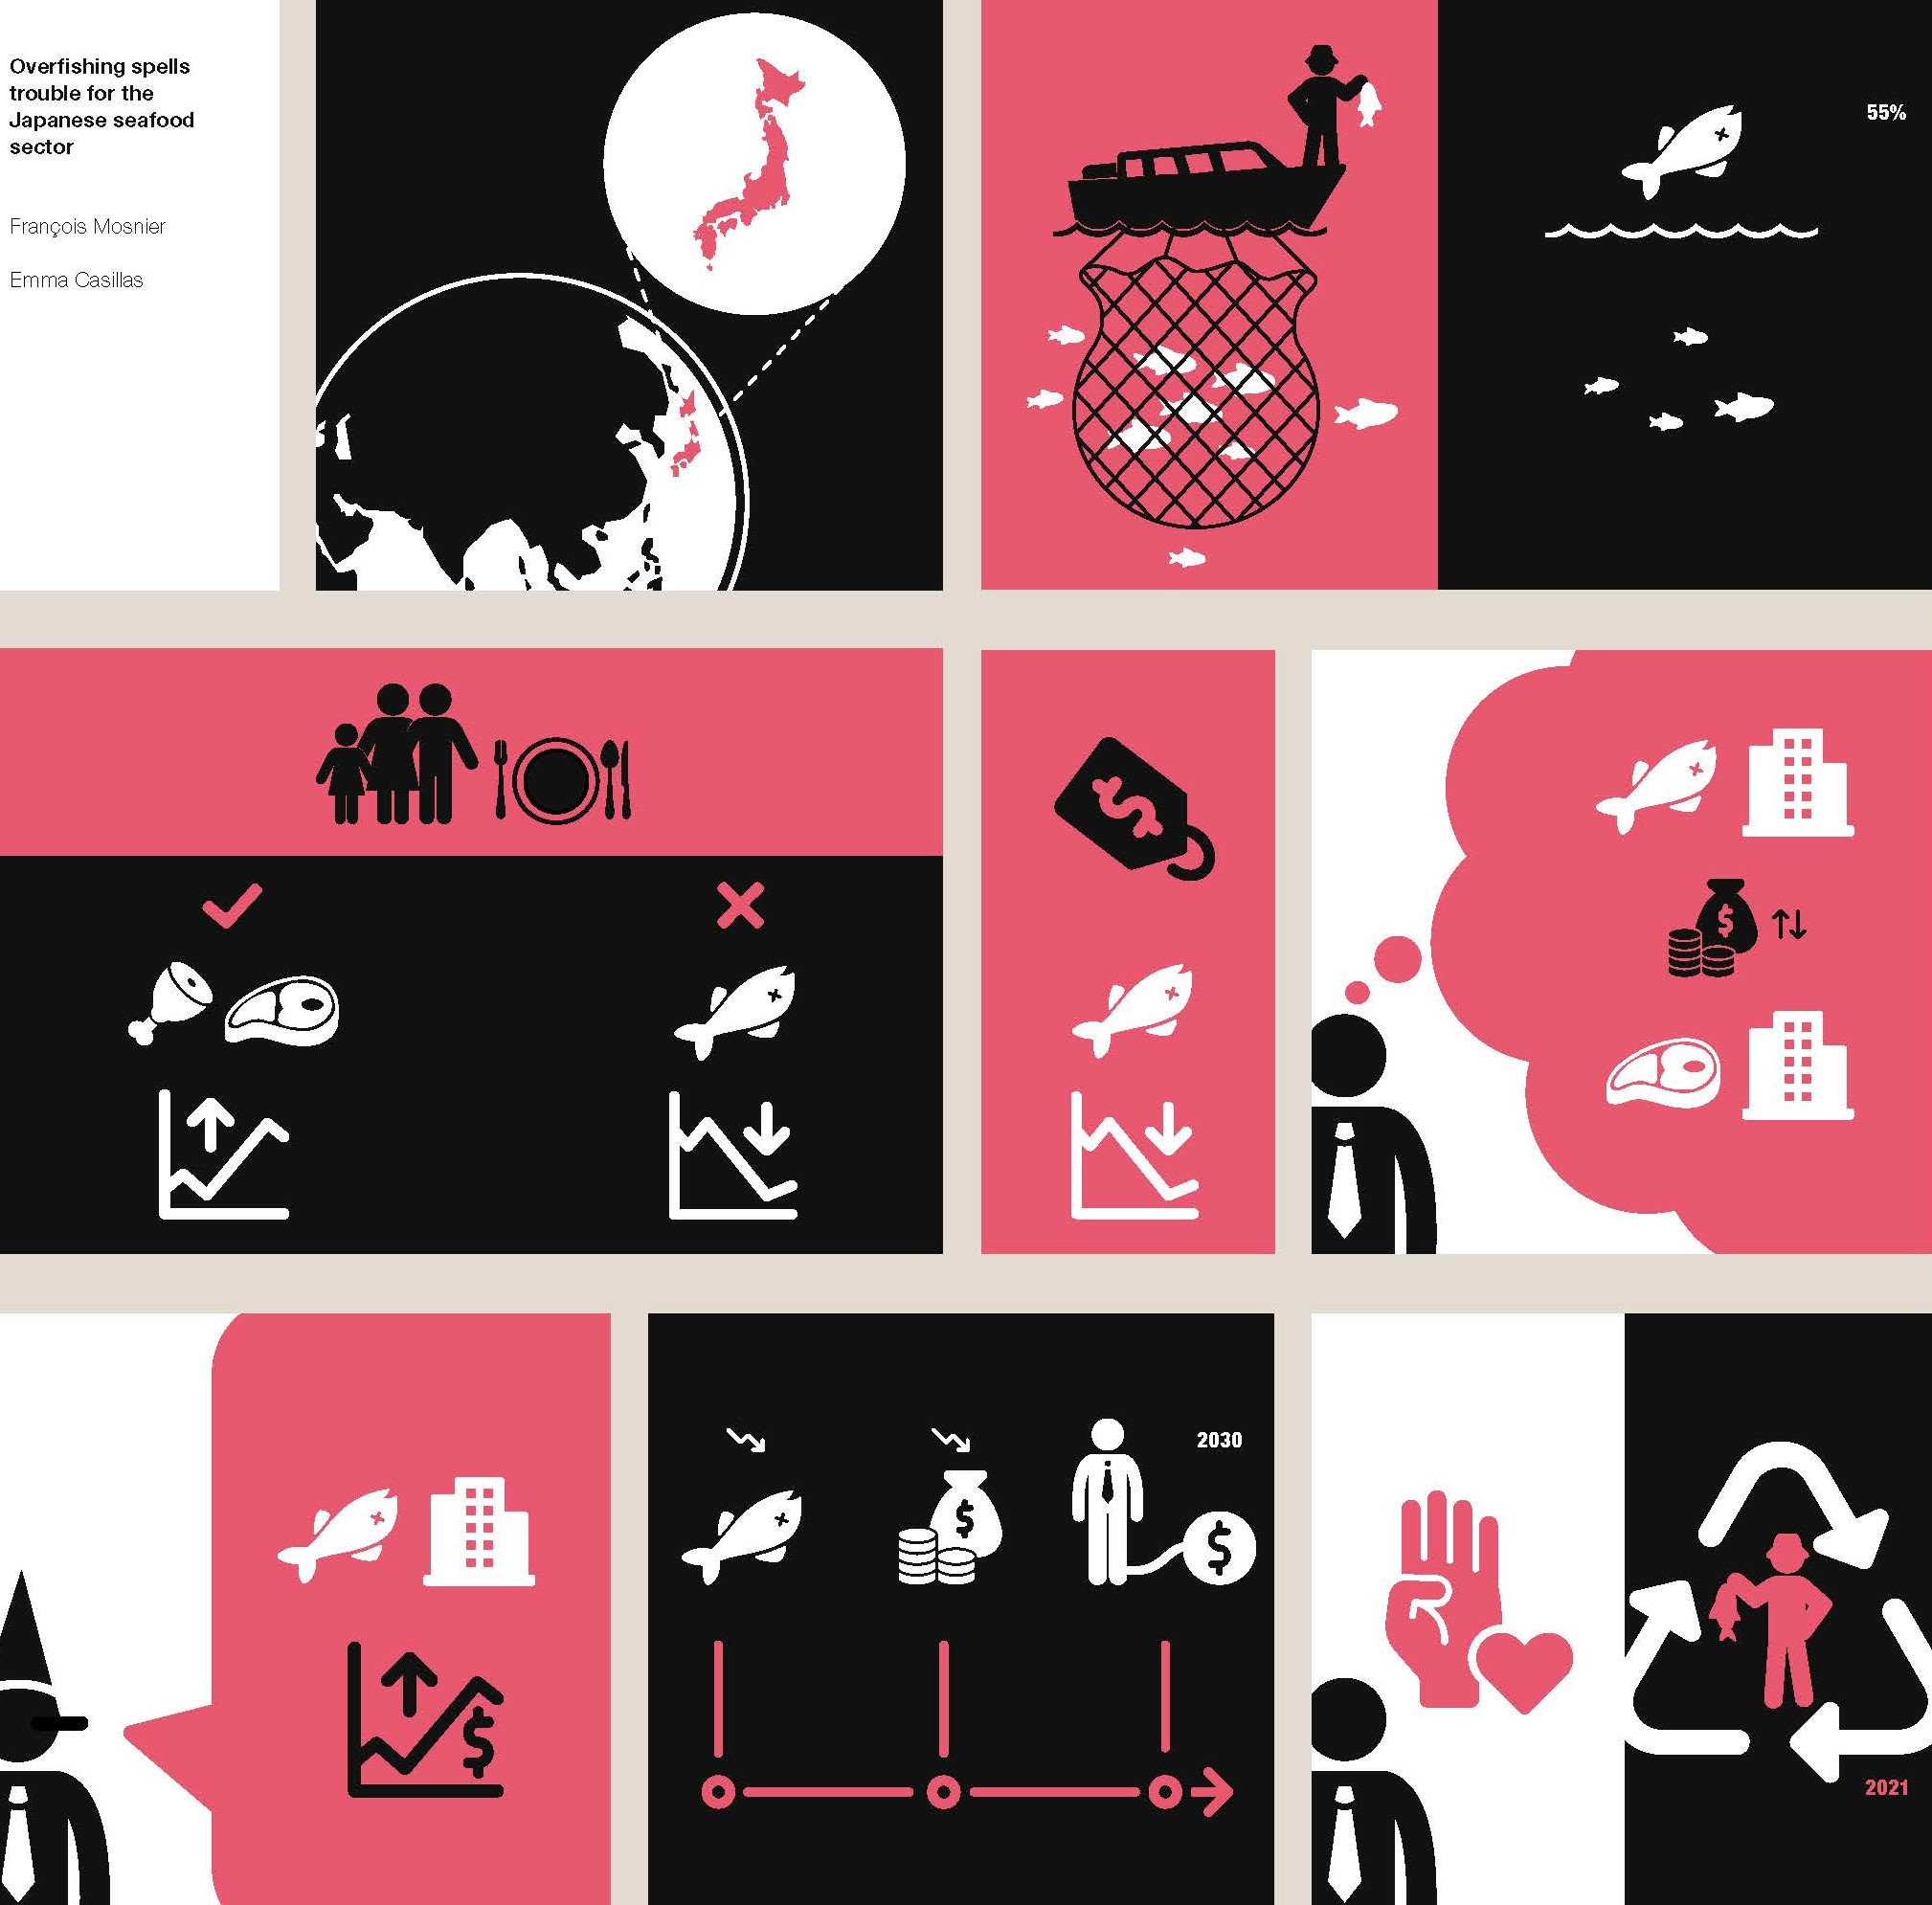 Overfishing spells
trouble for the
Japanese seafood
sector
François Mosnier
Emma Casillas
55%
$
$
$
$
$
2030
$
2021